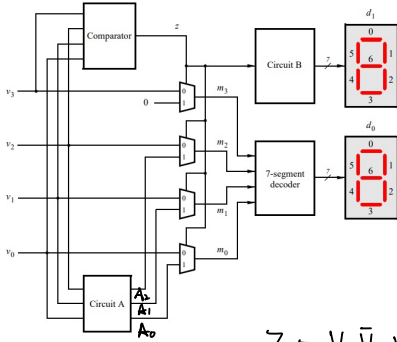 d₁
Comparator
z
0
5 1
6
4 2
3
Circuit B
7
v₃
0
1
m₃
0
d₀
v₂
0
1
m₂
0
5 1
6
4 2
3
7-segment
decoder
7
v₁
0
1
m₁
v₀
0
1
m₀
Circuit A
A₂
A₁
A₀